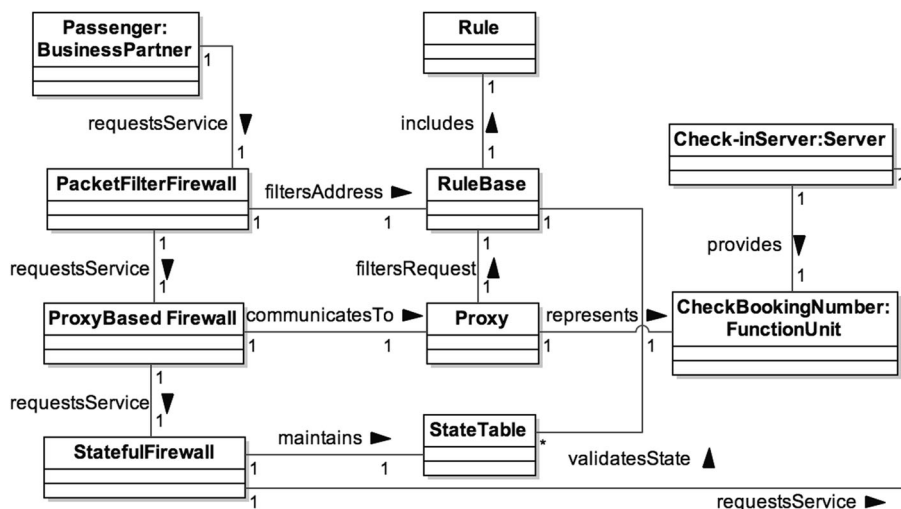 Passenger:
BusinessPartner
1
requestsService
1
Rule
1
includes
1
Check-inServer:Server
1
1
provides
1
PacketFilterFirewall
1
filtersAddress
1
RuleBase
1
1
1
requestsService
1
filtersRequest
1
ProxyBased Firewall
1
communicatesTo
1
Proxy
1
represents
1
CheckBookingNumber:
FunctionUnit
1
requestsService
1
StatefulFirewall
1
maintains
1
StateTable
*
validatesState
1
requestsService